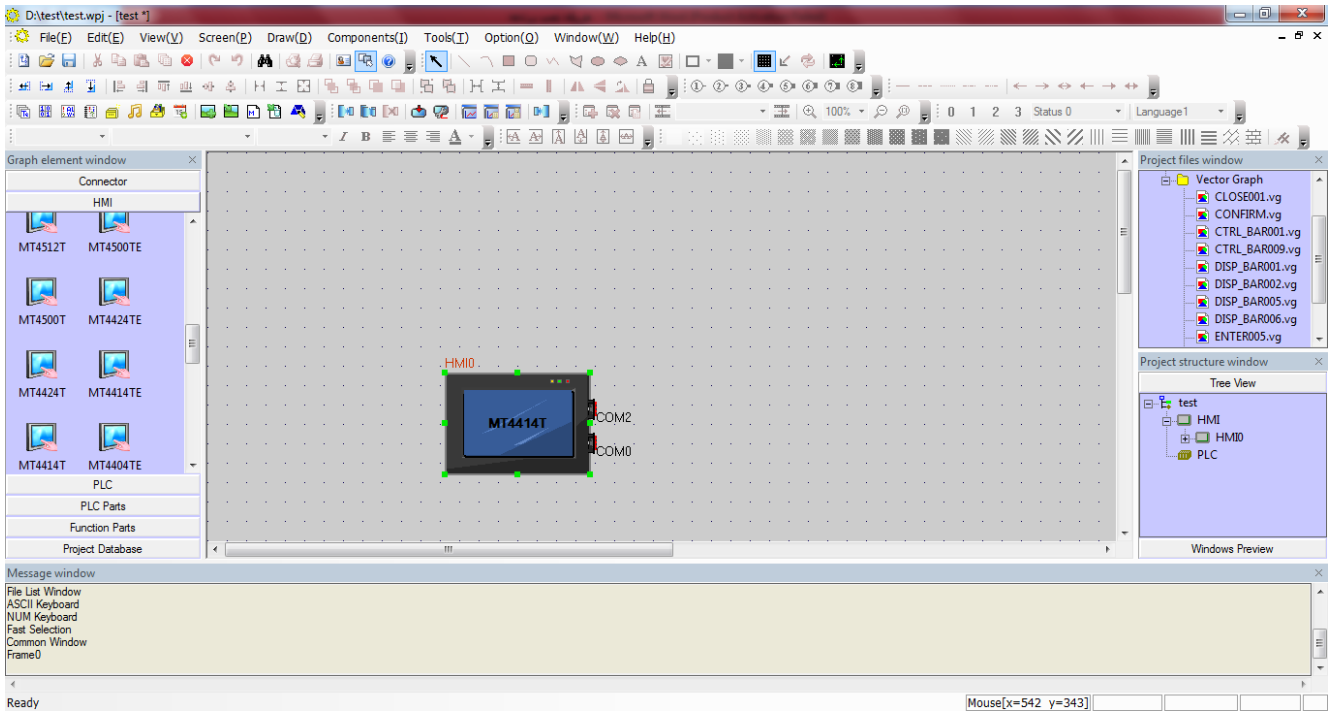 D:\test\test.wpj - [test *]
File(F) Edit(E) View(V) Screen(P) Draw(D) Components(I) Tools(T) Option(O) Window(W) Help(H)
A
100% 0 1 2 3 Status 0 Language1
I B A
Graph element window
Connector
HMI
MT4512T MT4500TE
MT4500T MT4424TE
MT4424T MT4414TE
MT4414T MT4404TE
PLC
PLC Parts
Function Parts
Project Database
HMI0
MT4414T
COM2
COM0
Project files window
Vector Graph
CLOSE001.vg
CONFIRM.vg
CTRL_BAR001.vg
CTRL_BAR009.vg
DISP_BAR001.vg
DISP_BAR002.vg
DISP_BAR005.vg
DISP_BAR006.vg
ENTER005.vg
Project structure window
Tree View
test
HMI
HMI0
PLC
Windows Preview
Message window
File List Window
ASCII Keyboard
NUM Keyboard
Fast Selection
Common Window
Frame0
Ready
Mouse[x=542 y=343]